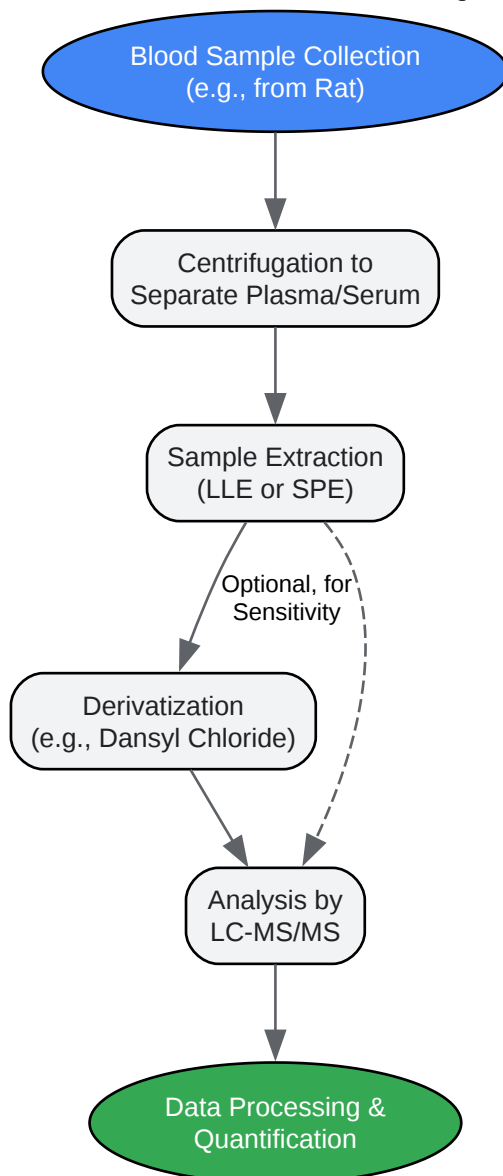 Blood Sample Collection
(e.g., from Rat)
Centrifugation to
Separate Plasma/Serum
Sample Extraction
(LLE or SPE)
Optional, for
Sensitivity
Derivatization
(e.g., Dansyl Chloride)
Analysis by
LC-MS/MS
Data Processing &
Quantification